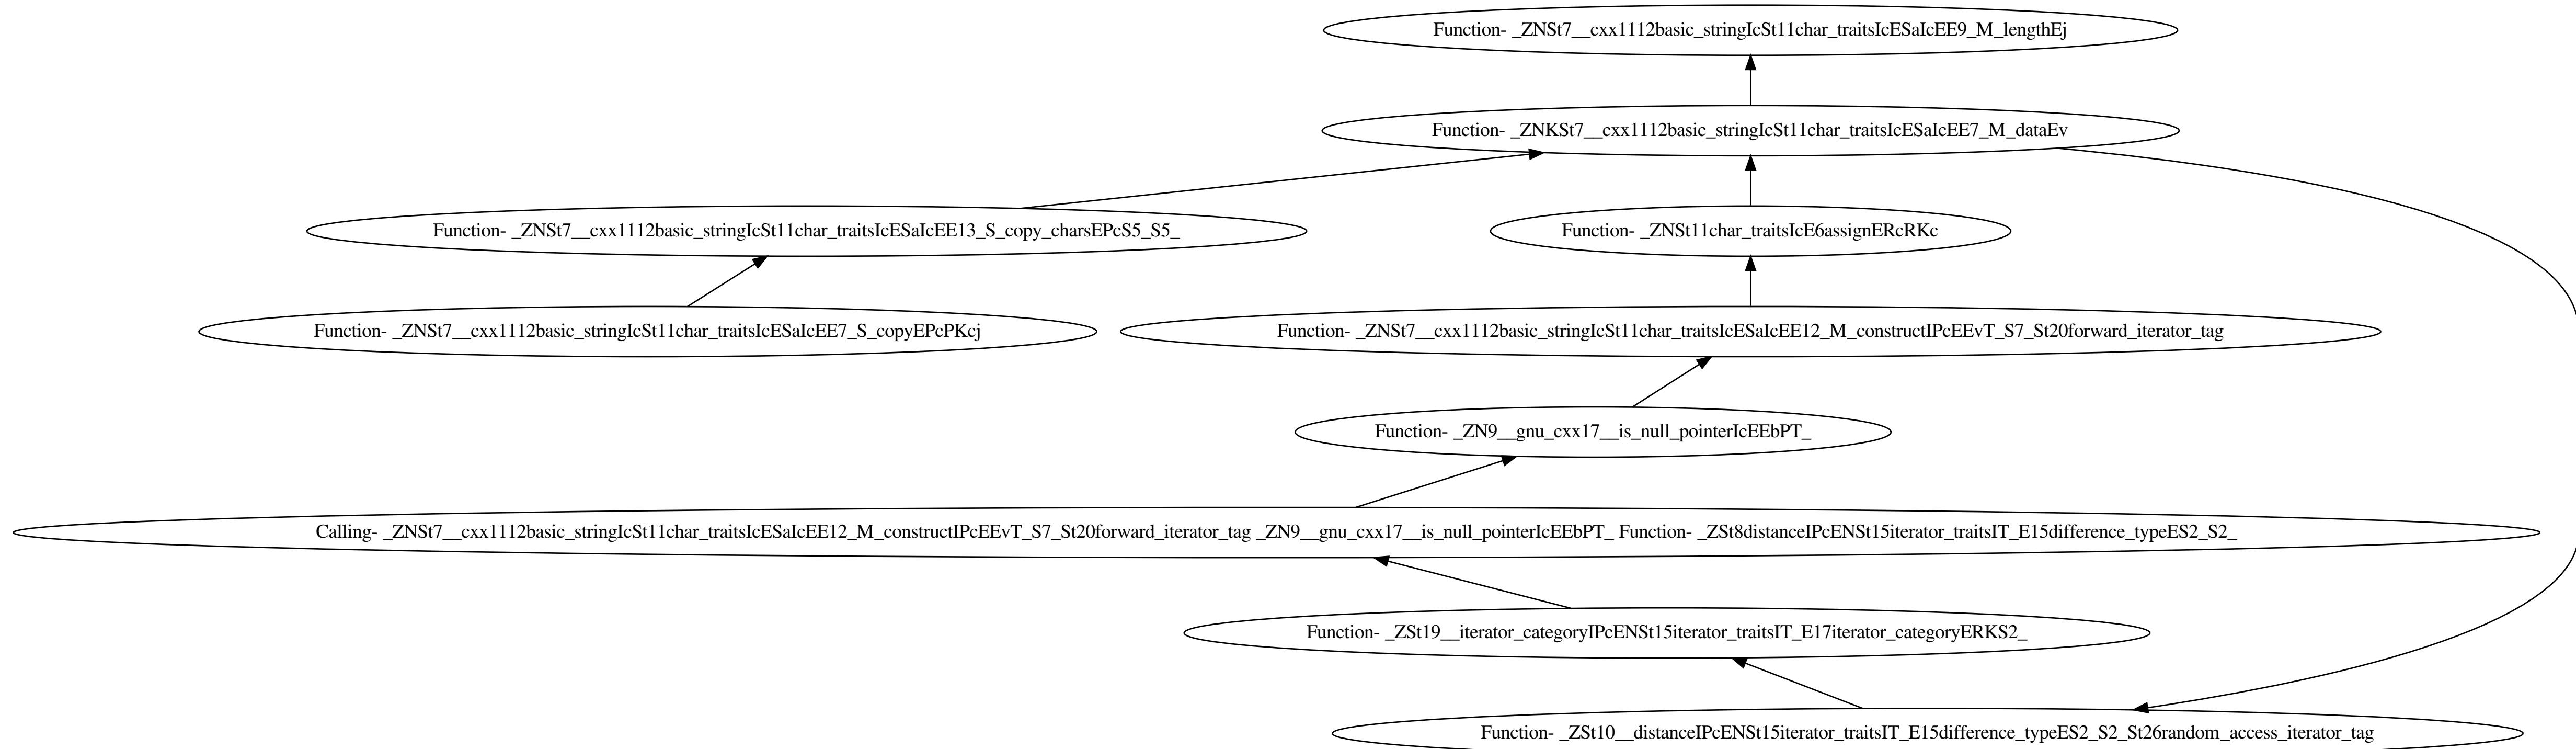 Function- _ZNSt7__cxx1112basic_stringIcSt11char_traitsIcESaIcEE9_M_lengthEj
Function- _ZNKSt7__cxx1112basic_stringIcSt11char_traitsIcESaIcEE7_M_dataEv
Function- _ZNSt7__cxx1112basic_stringIcSt11char_traitsIcESaIcEE13_S_copy_charsEPcS5_S5_
Function- _ZNSt11char_traitsIcE6assignERcRKc
Function- _ZNSt7__cxx1112basic_stringIcSt11char_traitsIcESaIcEE7_S_copyEPcPKcj
Function- _ZNSt7__cxx1112basic_stringIcSt11char_traitsIcESaIcEE12_M_constructIPcEEvT_S7_St20forward_iterator_tag
Function- _ZN9__gnu_cxx17__is_null_pointerIcEEbPT_
Calling- _ZNSt7__cxx1112basic_stringIcSt11char_traitsIcESaIcEE12_M_constructIPcEEvT_S7_St20forward_iterator_tag _ZN9__gnu_cxx17__is_null_pointerIcEEbPT_ Function- _ZSt8distanceIPcENSt15iterator_traitsIT_E15difference_typeES2_S2_
Function- _ZSt19__iterator_categoryIPcENSt15iterator_traitsIT_E17iterator_categoryERKS2_
Function- _ZSt10__distanceIPcENSt15iterator_traitsIT_E15difference_typeES2_S2_St26random_access_iterator_tag